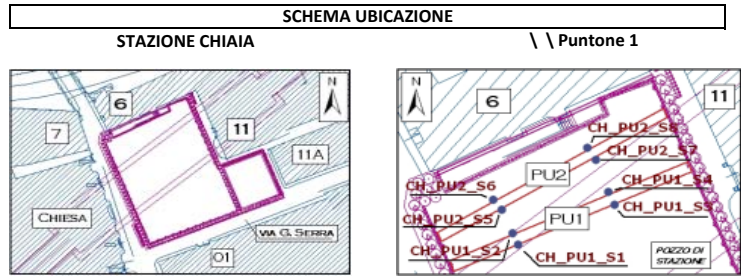 SCHEMA UBICAZIONE
STAZIONE CHIAIA
\ \ Puntone 1
N
6
7
11
11A
CHIESA
VIA G. SERRA
01
N
6
11
CH_PU2_S8
CH_PU2_S7
PU2
CH_PU2_S6
CH_PU1_S4
CH_PU2_S5
PU1
CH_PU1_S3
CH_PU1_S2
CH_PU1_S1
POZZO DI
STAZIONE